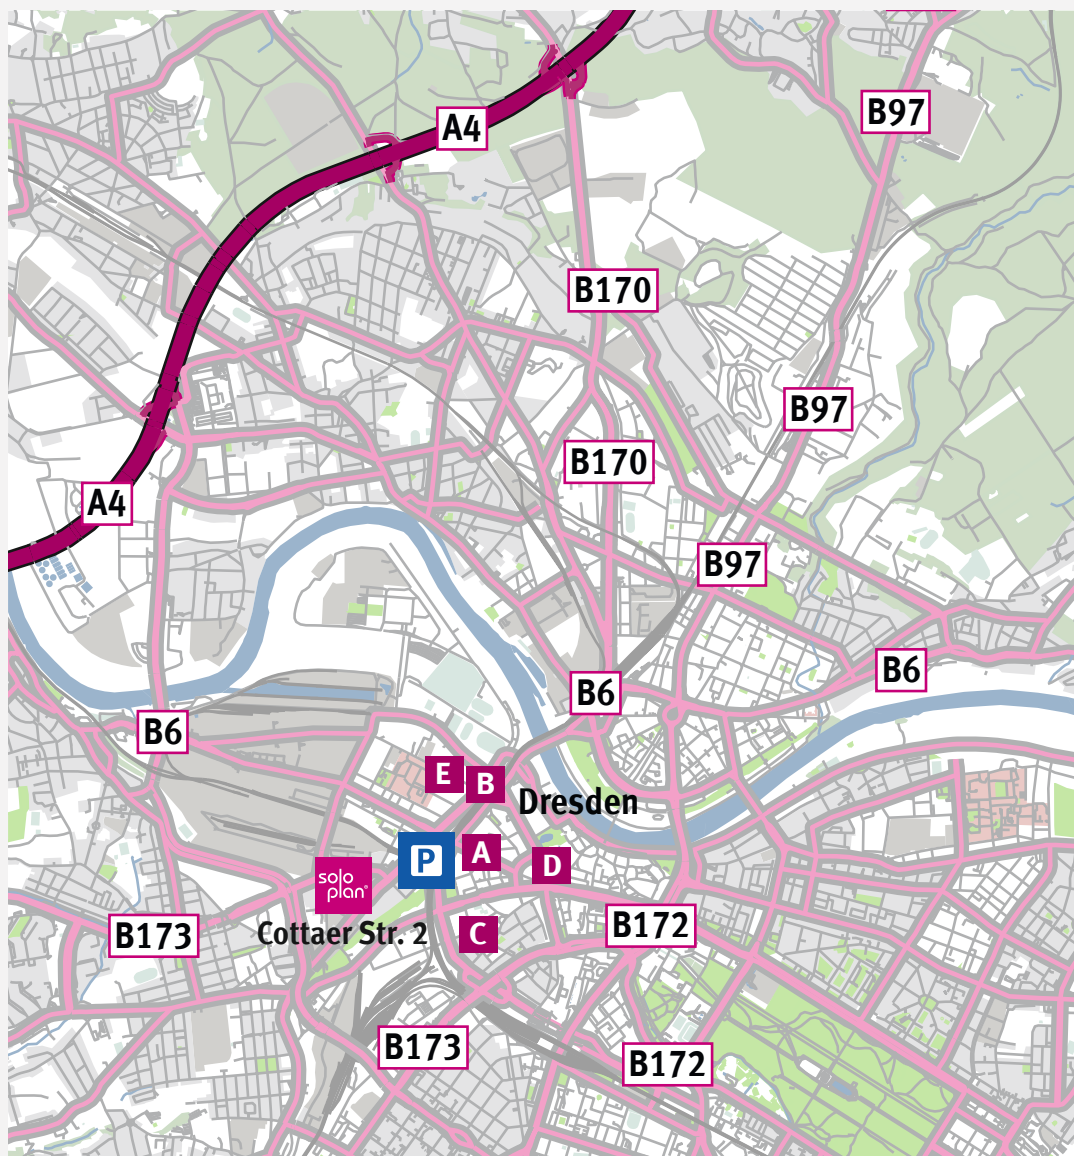 B97
A4
B170
B97
B170
A4
B97
B6
B6
B6
E
B
Dresden
P
A
D
solo
plan®
Cottaer Str. 2
B173
C
B172
B173
B172